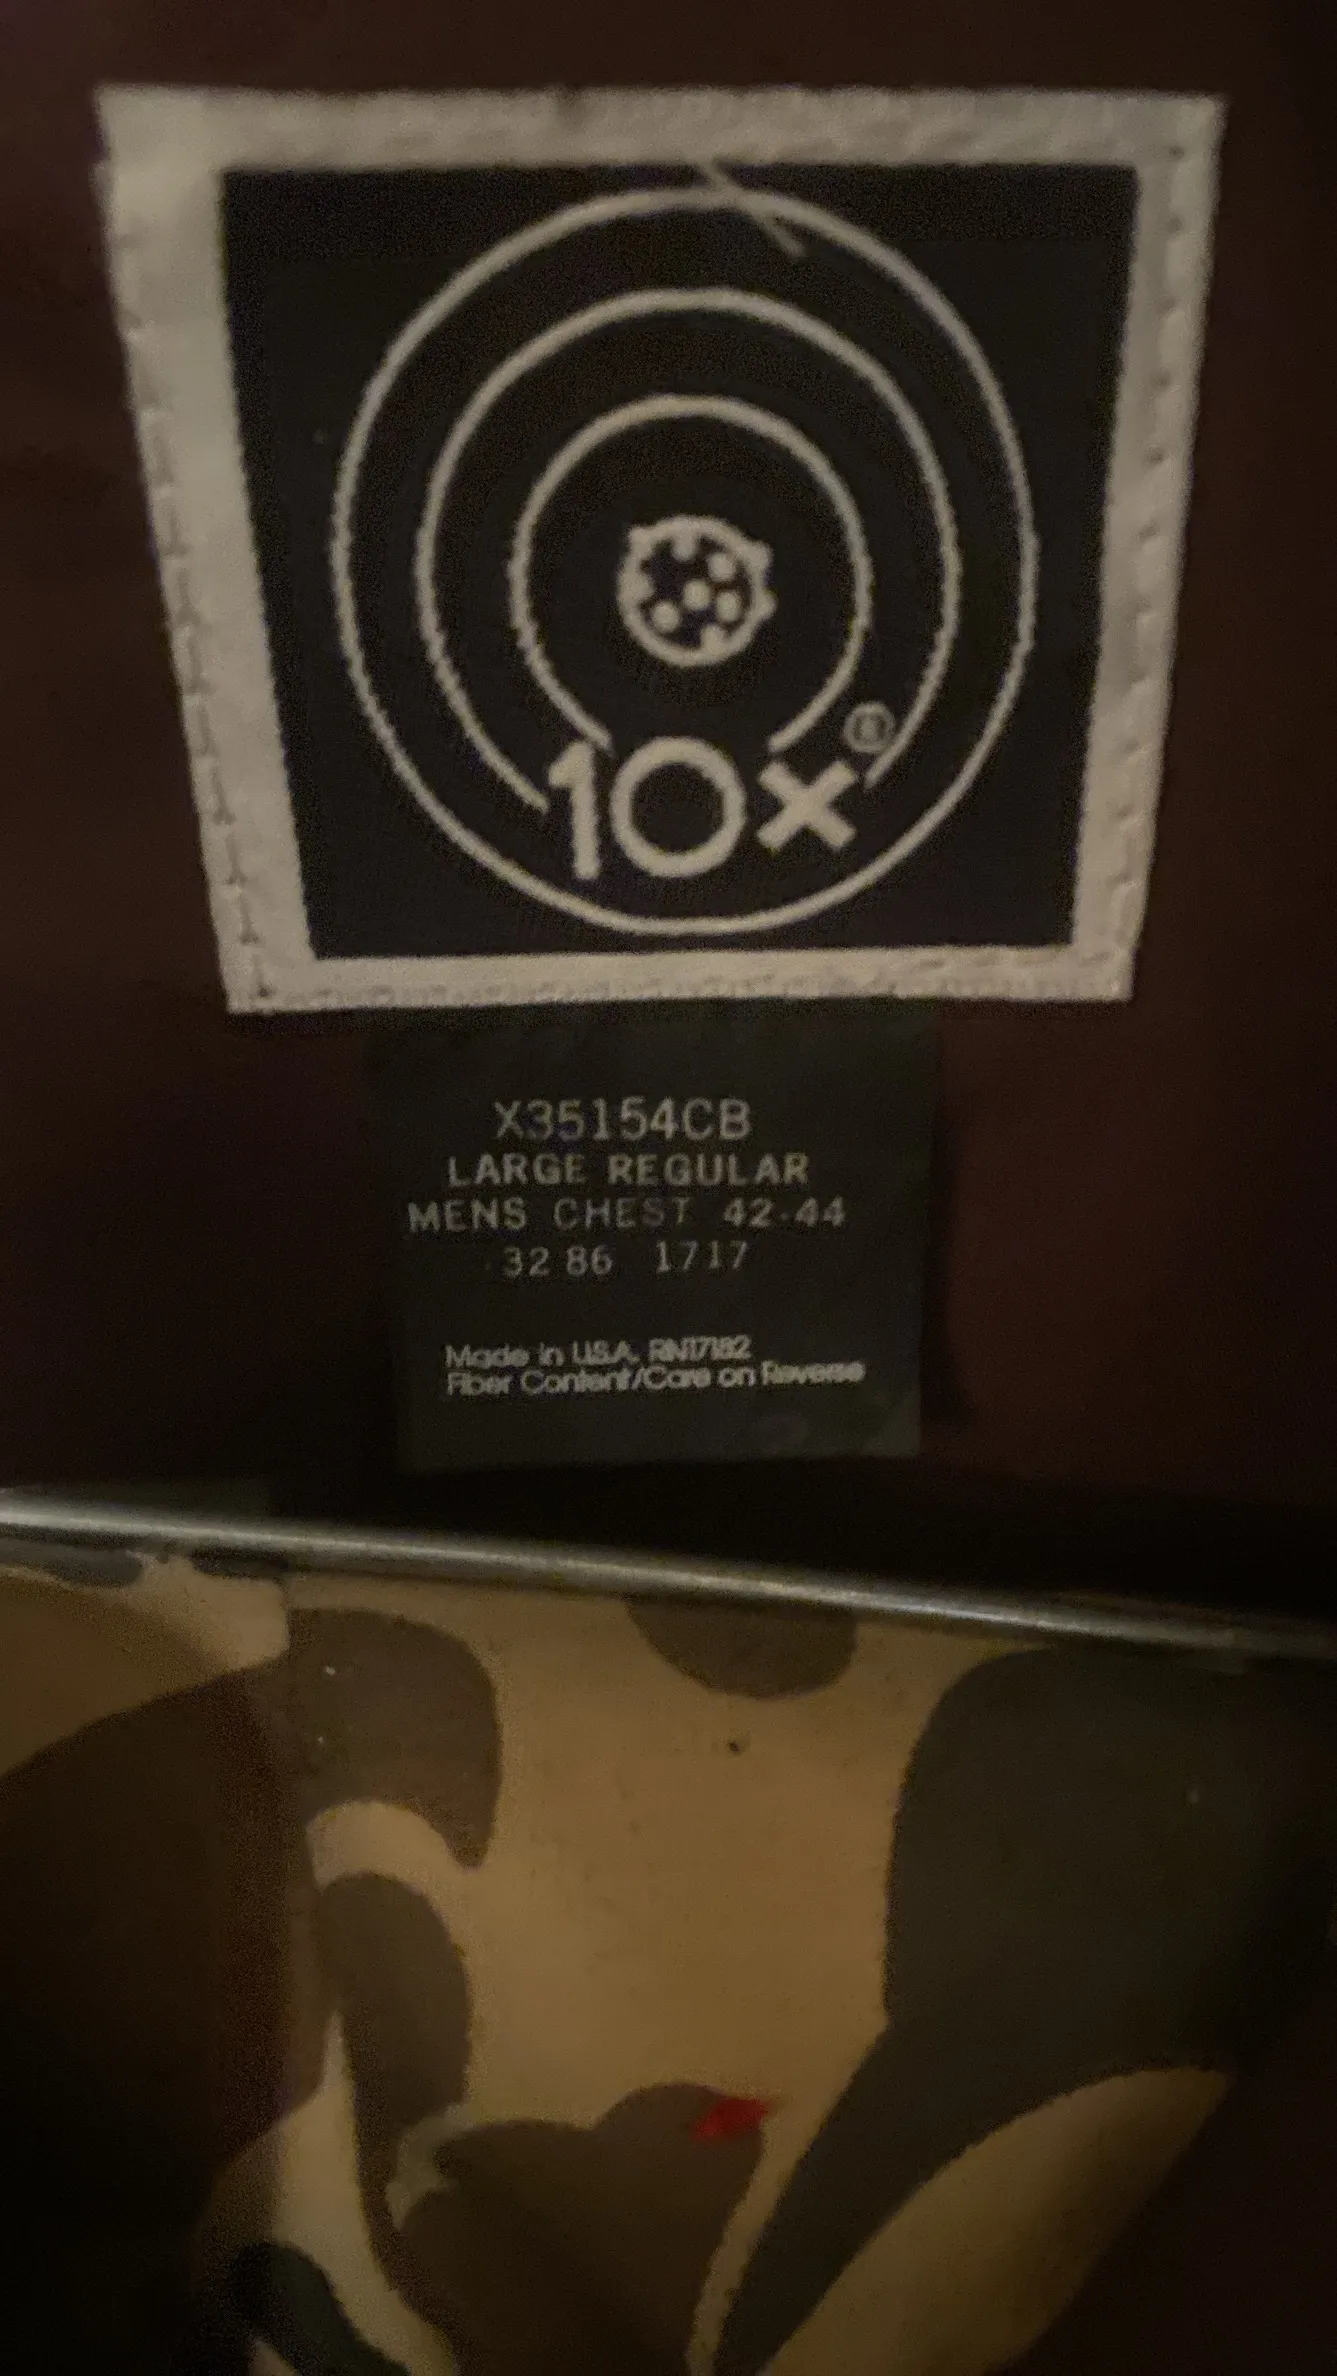 10x®
X35154CB
LARGE REGULAR
MENS CHEST 42-44
32 86 1717
Made in U.S.A. RN17182
Fiber Content/Care on Reverse